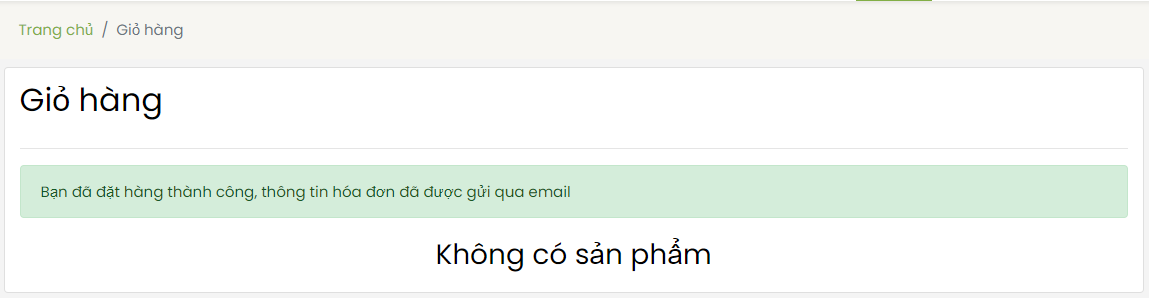 Trang chủ / Giỏ hàng
Giỏ hàng
Bạn đã đặt hàng thành công, thông tin hóa đơn đã được gửi qua email
Không có sản phẩm